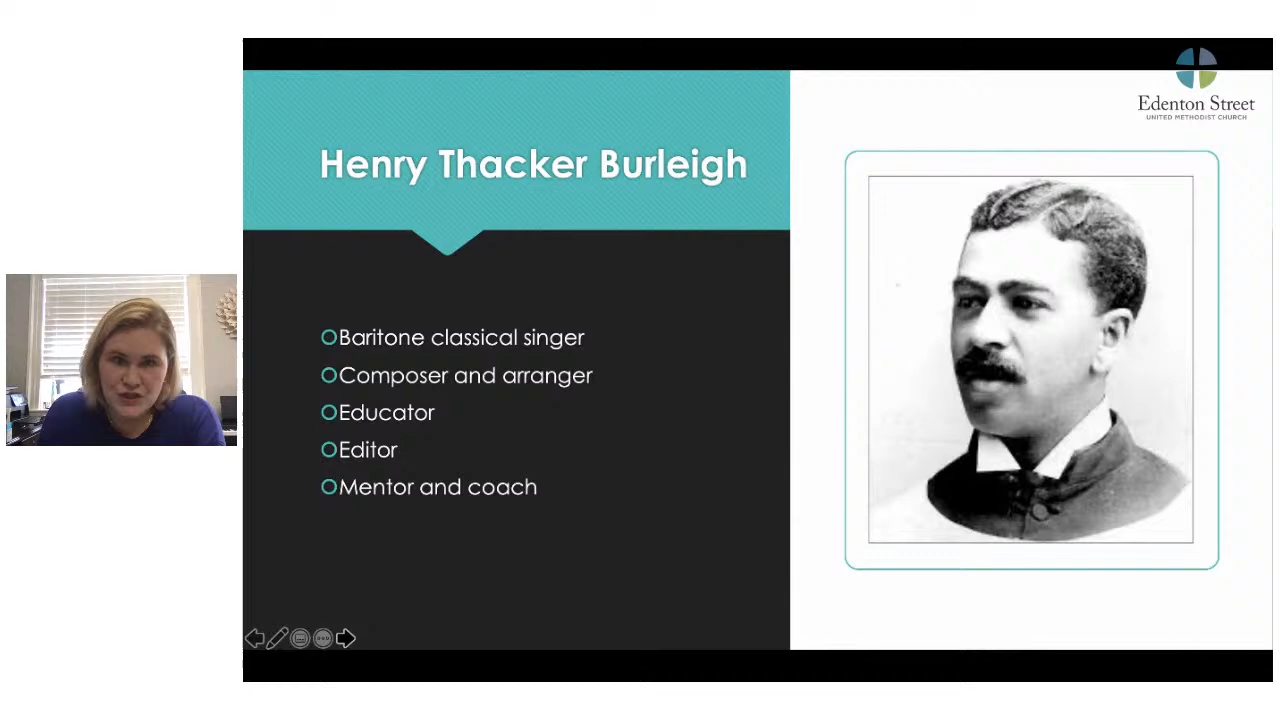 Edenton Street
UNITED METHODIST CHURCH
Henry Thacker Burleigh
Baritone classical singer
Composer and arranger
Educator
Editor
Mentor and coach